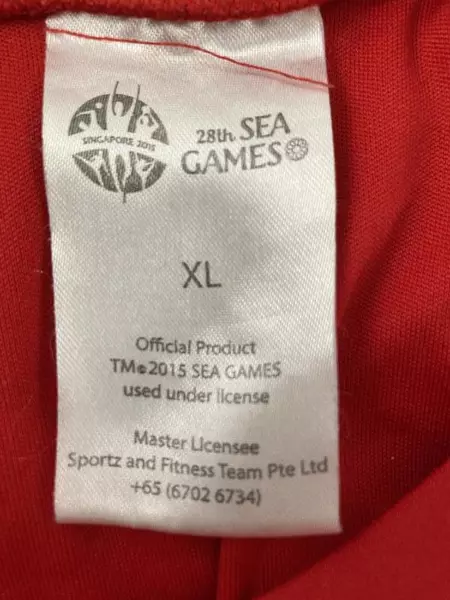 SINGAPORE 2015
28th SEA
GAMES
XL
Official Product
TM©2015 SEA GAMES
used under license
Master Licensee
Sportz and Fitness Team Pte Ltd
+65 (6702 6734)